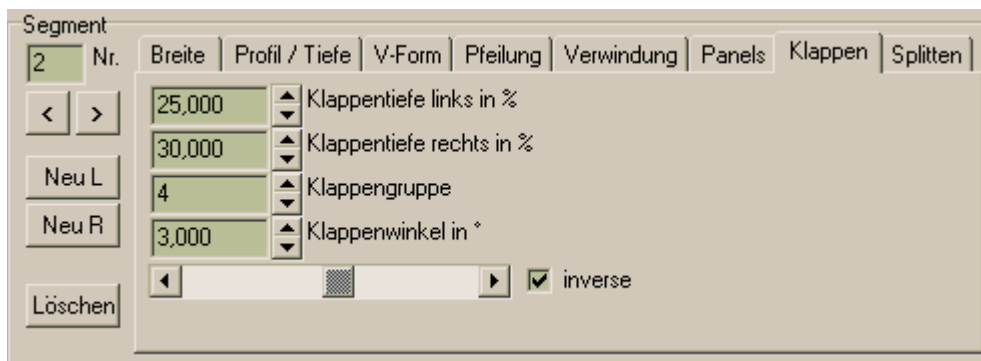 Segment
2 Nr.
Breite Profil / Tiefe V-Form Pfeilung Verwindung Panels Klappen Splitten
< >
25,000 Klappentiefe links in %
30,000 Klappentiefe rechts in %
Neu L
4 Klappengruppe
Neu R
3,000 Klappenwinkel in °
inverse
Löschen